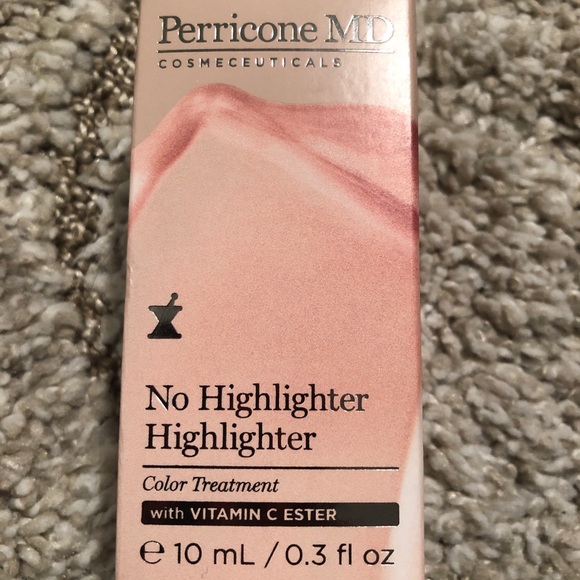 Perricone MD
COSMECEUTICALS
No Highlighter
Highlighter
Color Treatment
with VITAMIN C ESTER
℮ 10 mL / 0.3 fl oz